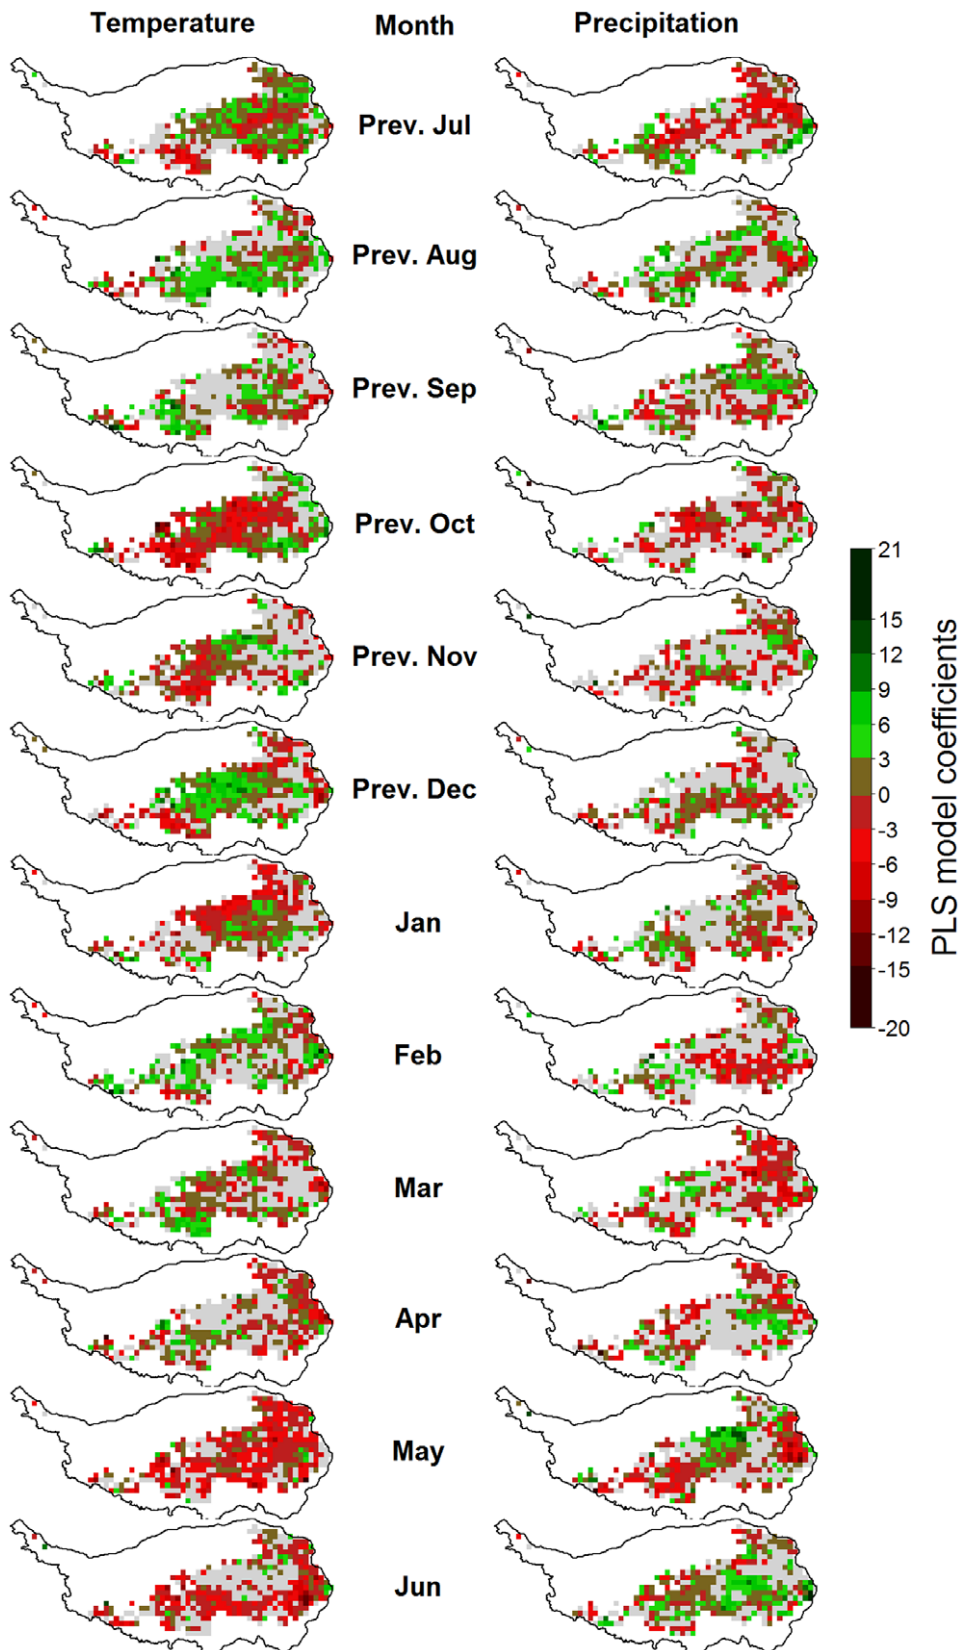 Temperature Month Precipitation
Prev. Jul
Prev. Aug
Prev. Sep
Prev. Oct
Prev. Nov
Prev. Dec
Jan
Feb
Mar
Apr
May
Jun
21
15
12
9
6
3
0
-3
-6
-9
-12
-15
-20
PLS model coefficients